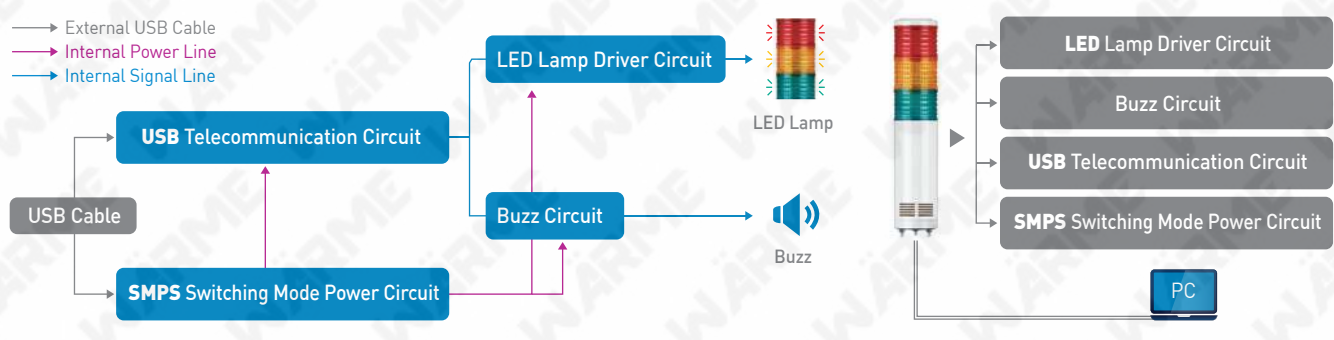 External USB Cable
Internal Power Line
Internal Signal Line
USB Cable
USB Telecommunication Circuit
SMPS Switching Mode Power Circuit
LED Lamp Driver Circuit
Buzz Circuit
LED Lamp
Buzz
LED Lamp Driver Circuit
Buzz Circuit
USB Telecommunication Circuit
SMPS Switching Mode Power Circuit
PC
WÄRME